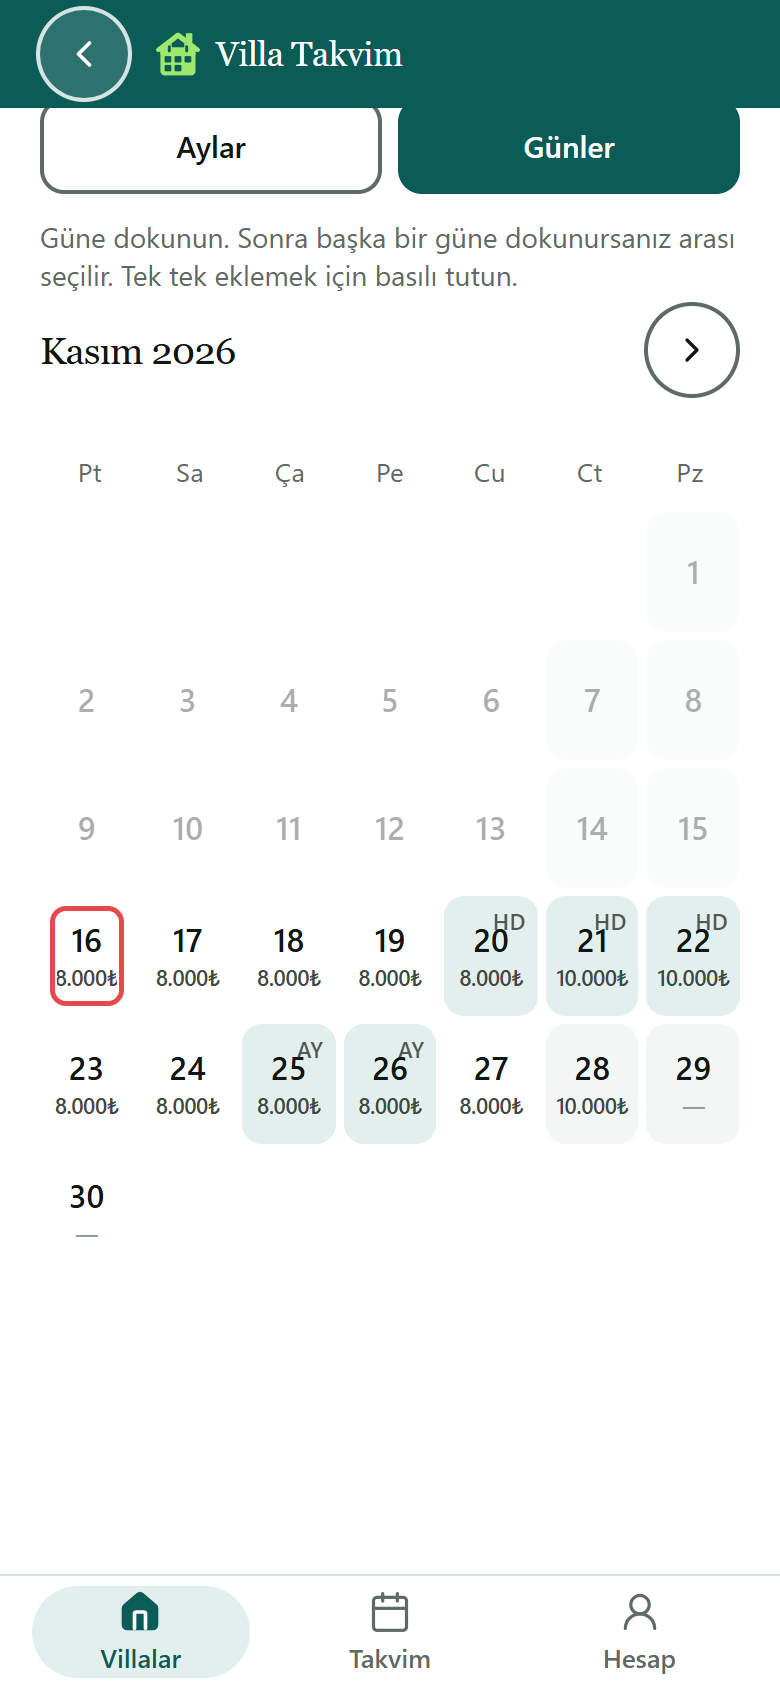 Villa Takvim
Aylar
Günler
Güne dokunun. Sonra başka bir güne dokunursanız arası
seçilir. Tek tek eklemek için basılı tutun.
Kasım 2026
Pt Sa Ça Pe Cu Ct Pz
1
2 3 4 5 6 7 8
9 10 11 12 13 14 15
HD HD HD
16 17 18 19 20 21 22
8.000₺ 8.000₺ 8.000₺ 8.000₺ 8.000₺ 10.000₺ 10.000₺
AY AY
23 24 25 26 27 28 29
8.000₺ 8.000₺ 8.000₺ 8.000₺ 8.000₺ 10.000₺ —
30
—
Villalar
Takvim
Hesap